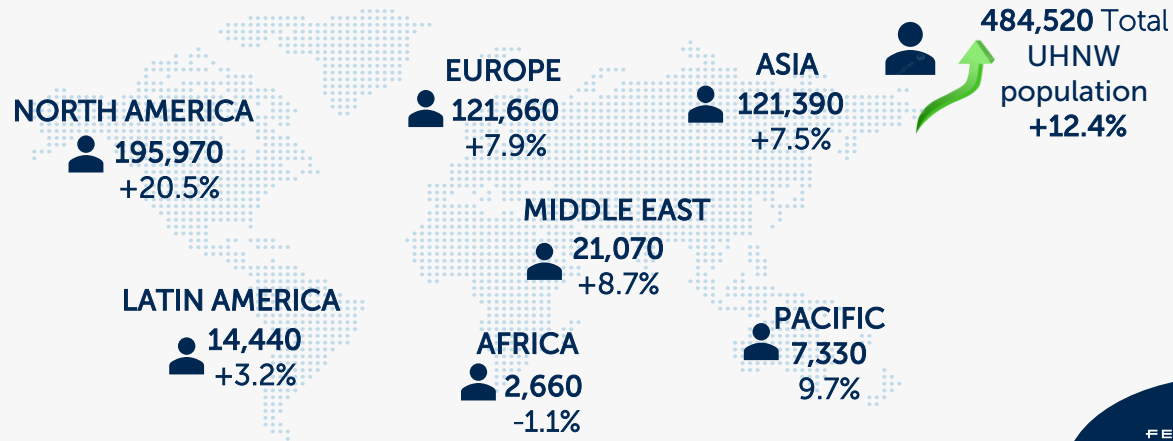 484,520 Total
UHNW
population
+12.4%
NORTH AMERICA
195,970
+20.5%
EUROPE
121,660
+7.9%
ASIA
121,390
+7.5%
MIDDLE EAST
21,070
+8.7%
LATIN AMERICA
14,440
+3.2%
AFRICA
2,660
-1.1%
PACIFIC
7,330
9.7%